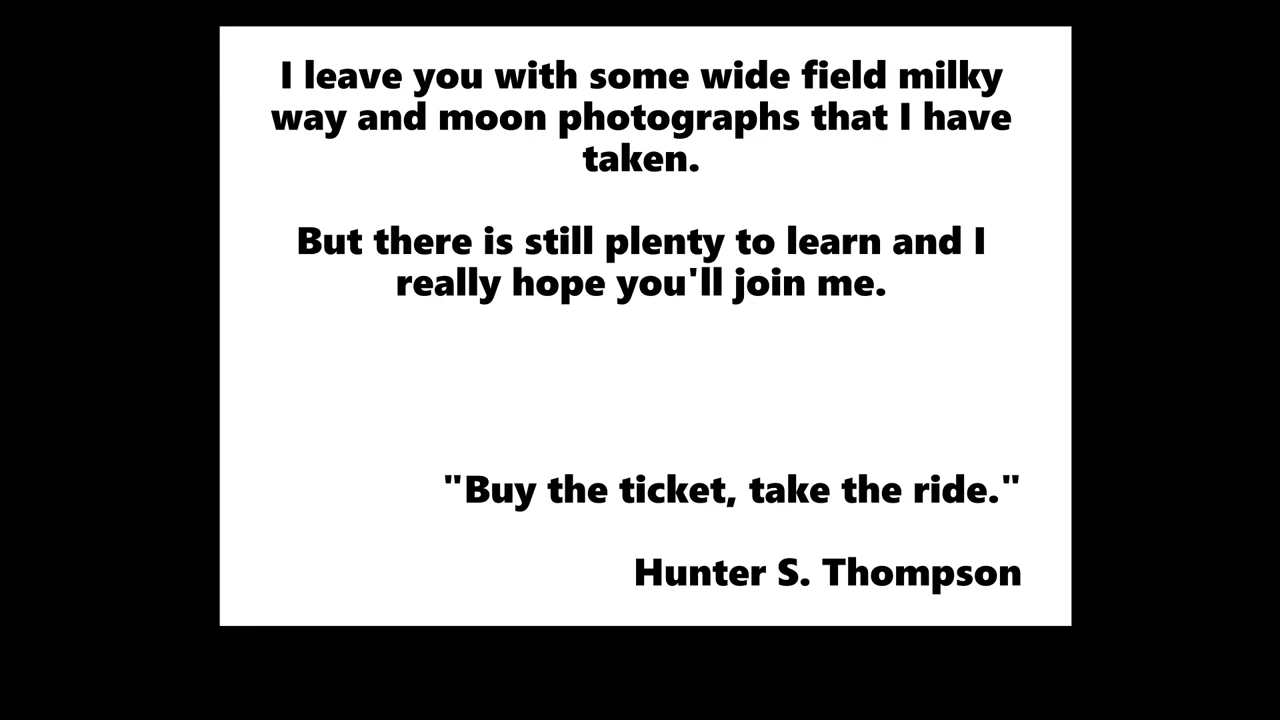 I leave you with some wide field milky
way and moon photographs that I have
taken.
But there is still plenty to learn and I
really hope you'll join me.
"Buy the ticket, take the ride."
Hunter S. Thompson